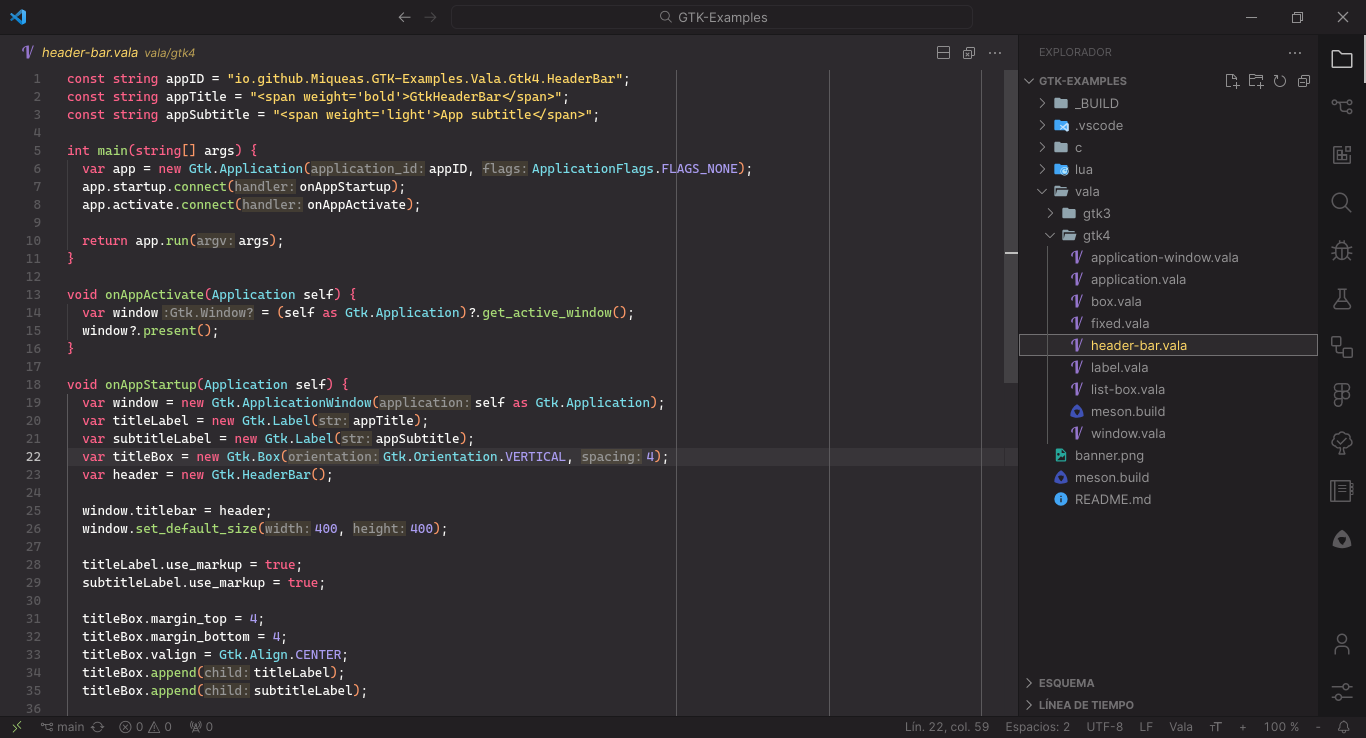 GTK-Examples
header-bar.vala vala/gtk4
1 const string appID = "io.github.Miqueas.GTK-Examples.Vala.Gtk4.HeaderBar";
2 const string appTitle = "<span weight='bold'>GtkHeaderBar</span>";
3 const string appSubtitle = "<span weight='light'>App subtitle</span>";
4
5 int main(string[] args) {
6 var app = new Gtk.Application(application_id: appID, flags: ApplicationFlags.FLAGS_NONE);
7 app.startup.connect(handler: onAppStartup);
8 app.activate.connect(handler: onAppActivate);
9
10 return app.run(argv: args);
11 }
12
13 void onAppActivate(Application self) {
14 var window :Gtk.Window? = (self as Gtk.Application)?.get_active_window();
15 window?.present();
16 }
17
18 void onAppStartup(Application self) {
19 var window = new Gtk.ApplicationWindow(application: self as Gtk.Application);
20 var titleLabel = new Gtk.Label(str: appTitle);
21 var subtitleLabel = new Gtk.Label(str: appSubtitle);
22 var titleBox = new Gtk.Box(orientation: Gtk.Orientation.VERTICAL, spacing: 4);
23 var header = new Gtk.HeaderBar();
24
25 window.titlebar = header;
26 window.set_default_size(width: 400, height: 400);
27
28 titleLabel.use_markup = true;
29 subtitleLabel.use_markup = true;
30
31 titleBox.margin_top = 4;
32 titleBox.margin_bottom = 4;
33 titleBox.valign = Gtk.Align.CENTER;
34 titleBox.append(child: titleLabel);
35 titleBox.append(child: subtitleLabel);
36
EXPLORADOR
GTK-EXAMPLES
_BUILD
.vscode
c
lua
vala
gtk3
gtk4
application-window.vala
application.vala
box.vala
fixed.vala
header-bar.vala
label.vala
list-box.vala
meson.build
window.vala
banner.png
meson.build
README.md
ESQUEMA
LÍNEA DE TIEMPO
main 0 0 0 Lín. 22, col. 59 Espacios: 2 UTF-8 LF Vala + 100 % -